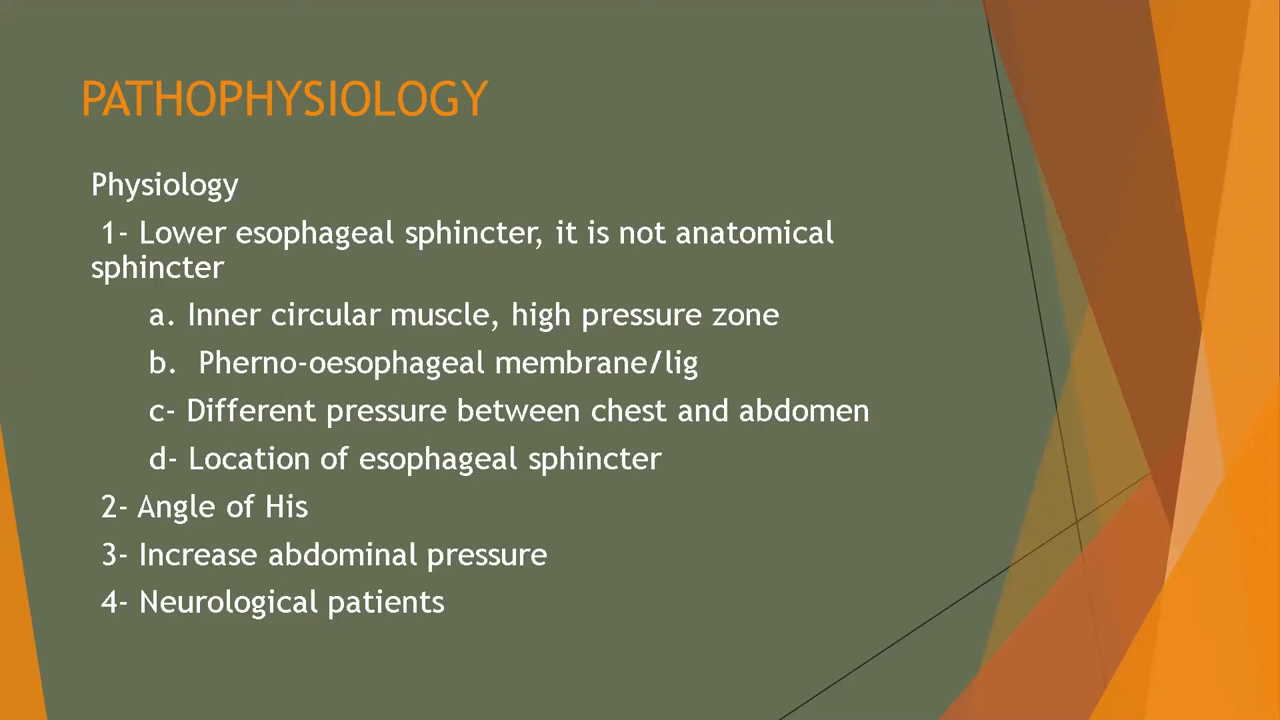 PATHOPHYSIOLOGY
Physiology
1- Lower esophageal sphincter, it is not anatomical
sphincter
a. Inner circular muscle, high pressure zone
b. Pherno-oesophageal membrane/lig
c- Different pressure between chest and abdomen
d- Location of esophageal sphincter
2- Angle of His
3- Increase abdominal pressure
4- Neurological patients